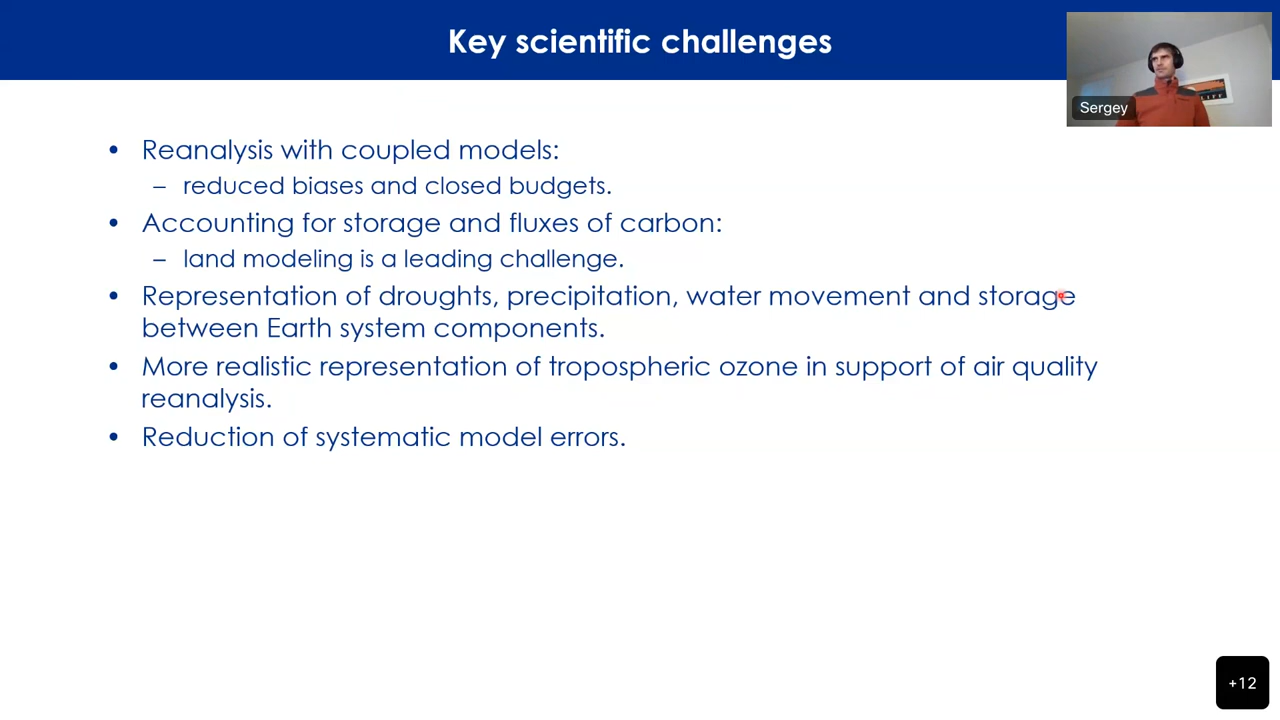 Key scientific challenges
Sergey
• Reanalysis with coupled models:
– reduced biases and closed budgets.
• Accounting for storage and fluxes of carbon:
– land modeling is a leading challenge.
• Representation of droughts, precipitation, water movement and storage
between Earth system components.
• More realistic representation of tropospheric ozone in support of air quality
reanalysis.
• Reduction of systematic model errors.
+12